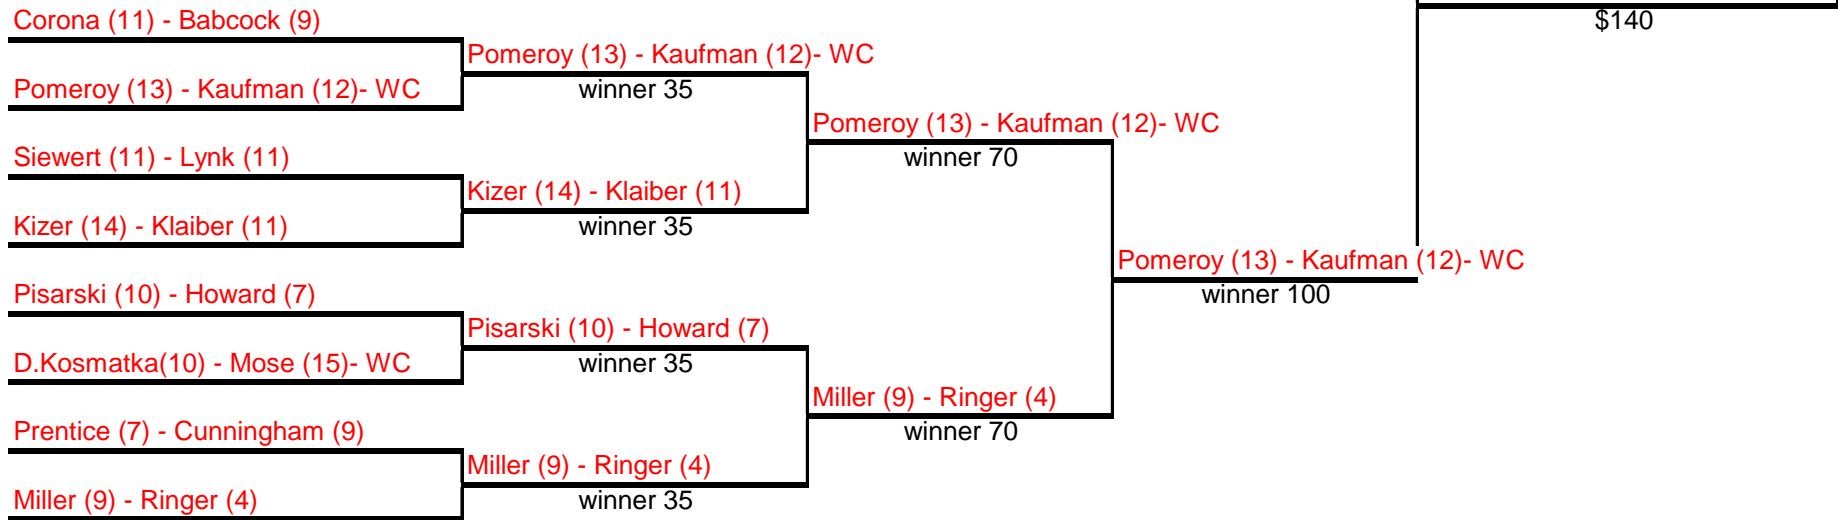 Corona (11) - Babcock (9)
$140
Pomeroy (13) - Kaufman (12)- WC
Pomeroy (13) - Kaufman (12)- WC
winner 35
Pomeroy (13) - Kaufman (12)- WC
Siewert (11) - Lynk (11)
winner 70
Kizer (14) - Klaiber (11)
Kizer (14) - Klaiber (11)
winner 35
Pomeroy (13) - Kaufman (12)- WC
Pisarski (10) - Howard (7)
winner 100
Pisarski (10) - Howard (7)
D.Kosmatka(10) - Mose (15)- WC
winner 35
Miller (9) - Ringer (4)
Prentice (7) - Cunningham (9)
winner 70
Miller (9) - Ringer (4)
Miller (9) - Ringer (4)
winner 35